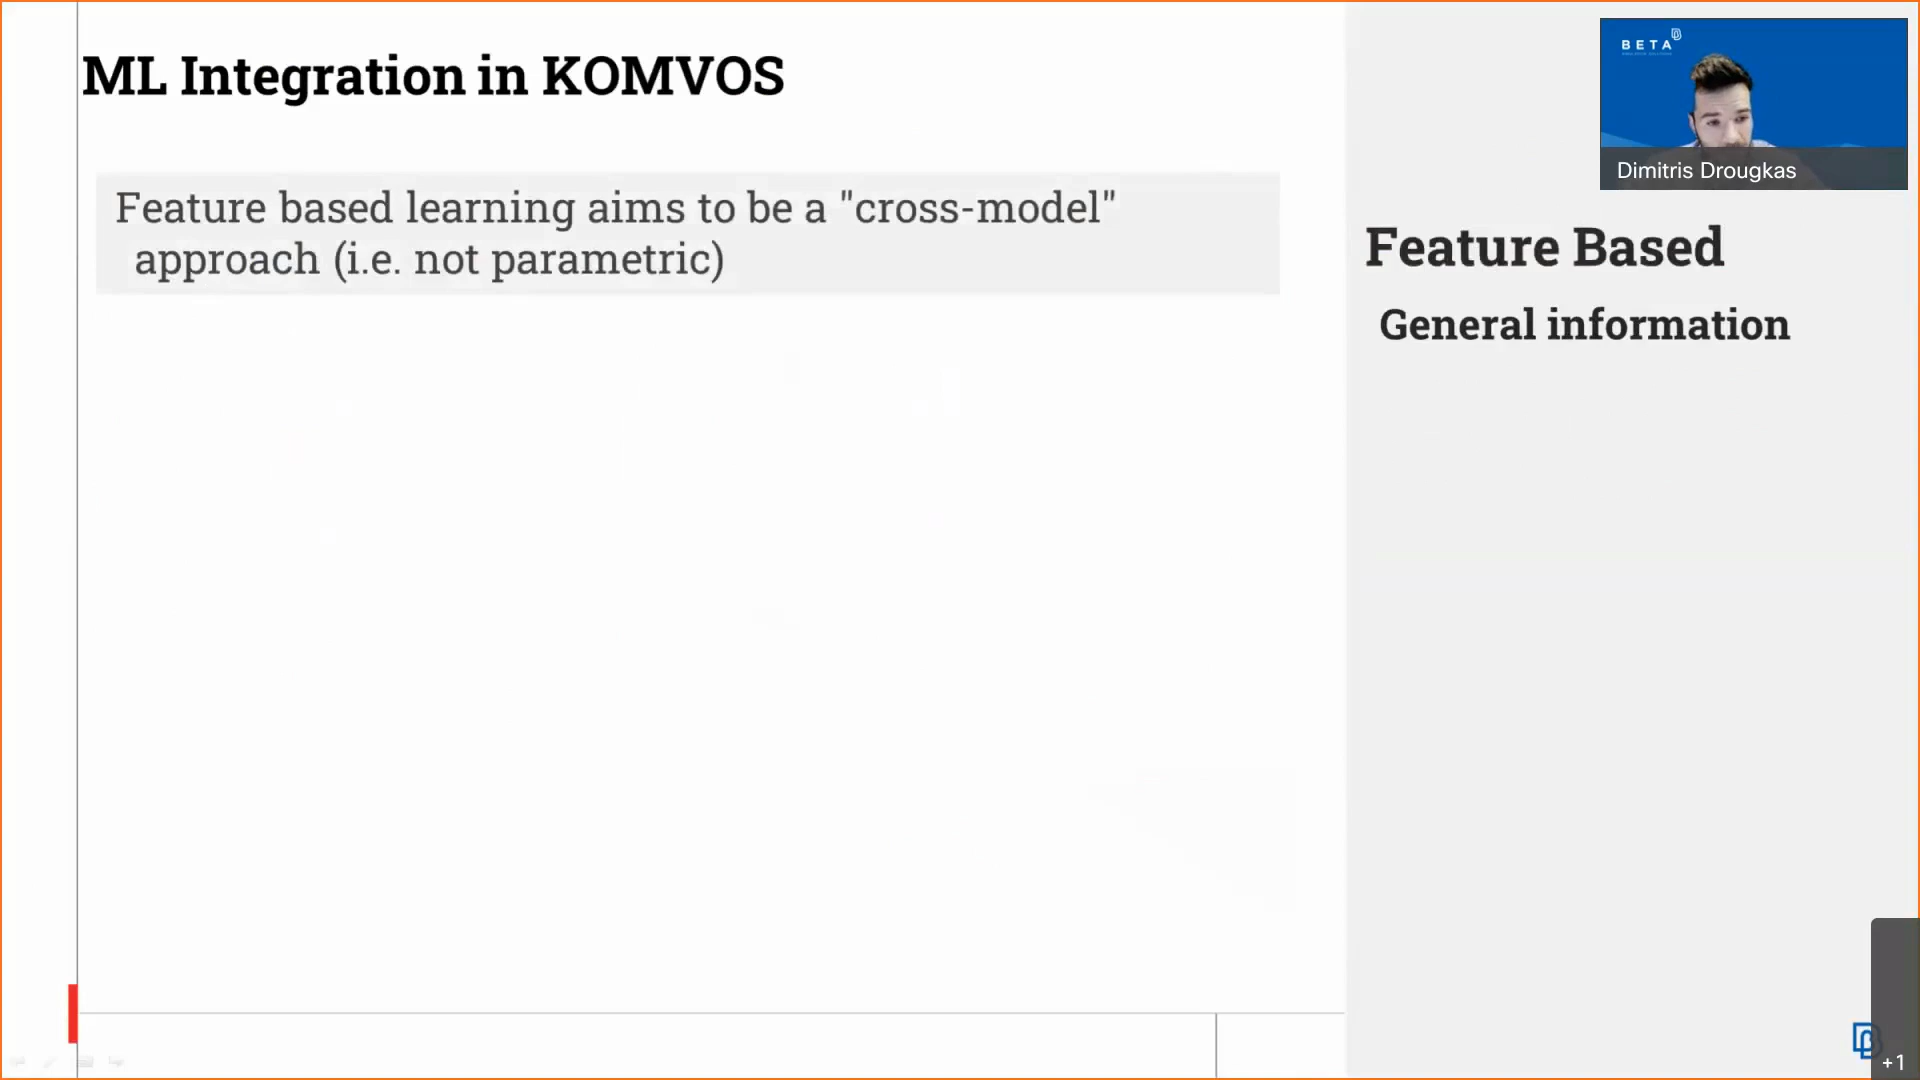 ML Integration in KOMVOS
Feature based learning aims to be a "cross-model"
approach (i.e. not parametric)
BETA
Dimitris Drougkas
Feature Based
General information
+1